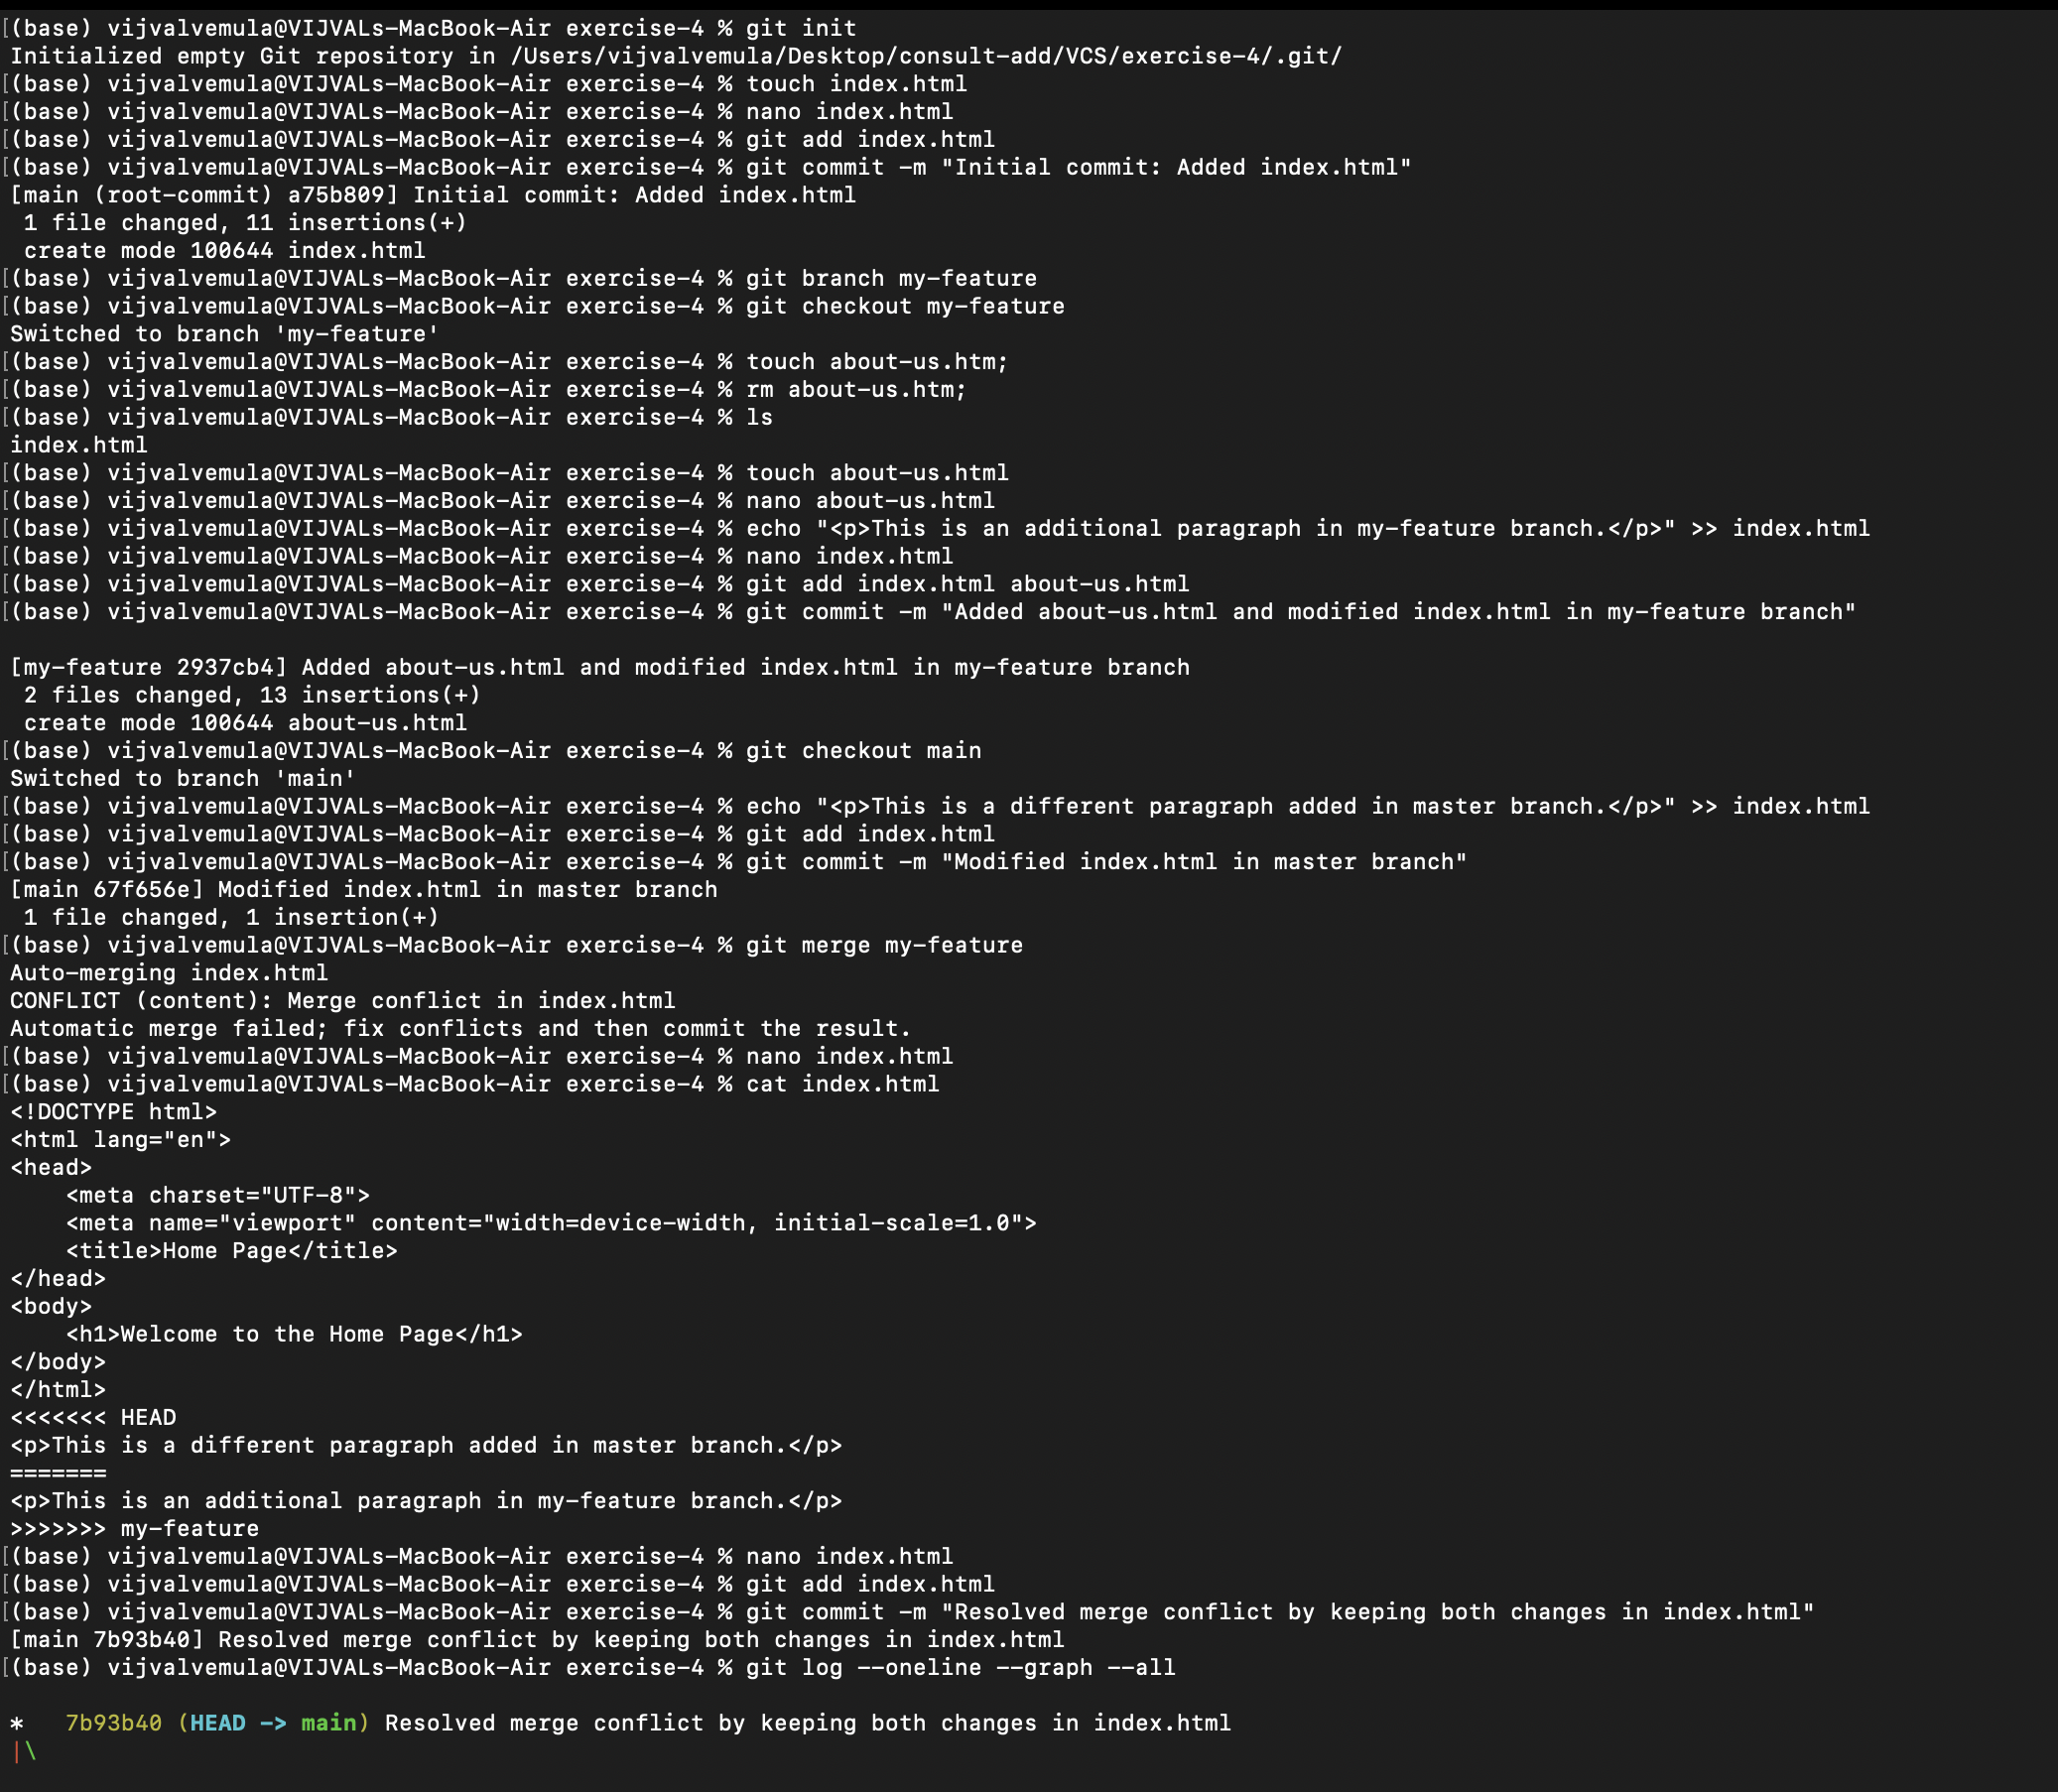 [(base) vijvalvemula@VIJVALs-MacBook-Air exercise-4 % git init
Initialized empty Git repository in /Users/vijvalvemula/Desktop/consult-add/VCS/exercise-4/.git/
[(base) vijvalvemula@VIJVALs-MacBook-Air exercise-4 % touch index.html
[(base) vijvalvemula@VIJVALs-MacBook-Air exercise-4 % nano index.html
[(base) vijvalvemula@VIJVALs-MacBook-Air exercise-4 % git add index.html
[(base) vijvalvemula@VIJVALs-MacBook-Air exercise-4 % git commit -m "Initial commit: Added index.html"
[main (root-commit) a75b809] Initial commit: Added index.html
 1 file changed, 11 insertions(+)
 create mode 100644 index.html
[(base) vijvalvemula@VIJVALs-MacBook-Air exercise-4 % git branch my-feature
[(base) vijvalvemula@VIJVALs-MacBook-Air exercise-4 % git checkout my-feature
Switched to branch 'my-feature'
[(base) vijvalvemula@VIJVALs-MacBook-Air exercise-4 % touch about-us.htm;
[(base) vijvalvemula@VIJVALs-MacBook-Air exercise-4 % rm about-us.htm;
[(base) vijvalvemula@VIJVALs-MacBook-Air exercise-4 % ls
index.html
[(base) vijvalvemula@VIJVALs-MacBook-Air exercise-4 % touch about-us.html
[(base) vijvalvemula@VIJVALs-MacBook-Air exercise-4 % nano about-us.html
[(base) vijvalvemula@VIJVALs-MacBook-Air exercise-4 % echo "<p>This is an additional paragraph in my-feature branch.</p>" >> index.html
[(base) vijvalvemula@VIJVALs-MacBook-Air exercise-4 % nano index.html
[(base) vijvalvemula@VIJVALs-MacBook-Air exercise-4 % git add index.html about-us.html
[(base) vijvalvemula@VIJVALs-MacBook-Air exercise-4 % git commit -m "Added about-us.html and modified index.html in my-feature branch"
[my-feature 2937cb4] Added about-us.html and modified index.html in my-feature branch
 2 files changed, 13 insertions(+)
 create mode 100644 about-us.html
[(base) vijvalvemula@VIJVALs-MacBook-Air exercise-4 % git checkout main
Switched to branch 'main'
[(base) vijvalvemula@VIJVALs-MacBook-Air exercise-4 % echo "<p>This is a different paragraph added in master branch.</p>" >> index.html
[(base) vijvalvemula@VIJVALs-MacBook-Air exercise-4 % git add index.html
[(base) vijvalvemula@VIJVALs-MacBook-Air exercise-4 % git commit -m "Modified index.html in master branch"
[main 67f656e] Modified index.html in master branch
 1 file changed, 1 insertion(+)
[(base) vijvalvemula@VIJVALs-MacBook-Air exercise-4 % git merge my-feature
Auto-merging index.html
CONFLICT (content): Merge conflict in index.html
Automatic merge failed; fix conflicts and then commit the result.
[(base) vijvalvemula@VIJVALs-MacBook-Air exercise-4 % nano index.html
[(base) vijvalvemula@VIJVALs-MacBook-Air exercise-4 % cat index.html
<!DOCTYPE html>
<html lang="en">
<head>
    <meta charset="UTF-8">
    <meta name="viewport" content="width=device-width, initial-scale=1.0">
    <title>Home Page</title>
</head>
<body>
    <h1>Welcome to the Home Page</h1>
</body>
</html>
<<<<<<< HEAD
<p>This is a different paragraph added in master branch.</p>
=======
<p>This is an additional paragraph in my-feature branch.</p>
>>>>>>> my-feature
[(base) vijvalvemula@VIJVALs-MacBook-Air exercise-4 % nano index.html
[(base) vijvalvemula@VIJVALs-MacBook-Air exercise-4 % git add index.html
[(base) vijvalvemula@VIJVALs-MacBook-Air exercise-4 % git commit -m "Resolved merge conflict by keeping both changes in index.html"
[main 7b93b40] Resolved merge conflict by keeping both changes in index.html
[(base) vijvalvemula@VIJVALs-MacBook-Air exercise-4 % git log --oneline --graph --all
*   7b93b40 (HEAD -> main) Resolved merge conflict by keeping both changes in index.html
|\